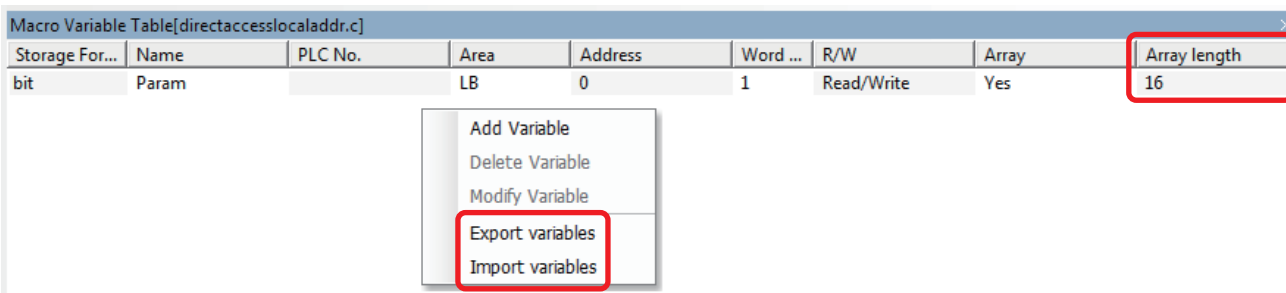 Macro Variable Table[directaccesslocaladdr.c]
Storage For... Name PLC No. Area Address Word ... R/W Array Array length
bit Param LB 0 1 Read/Write Yes 16
Add Variable
Delete Variable
Modify Variable
Export variables
Import variables